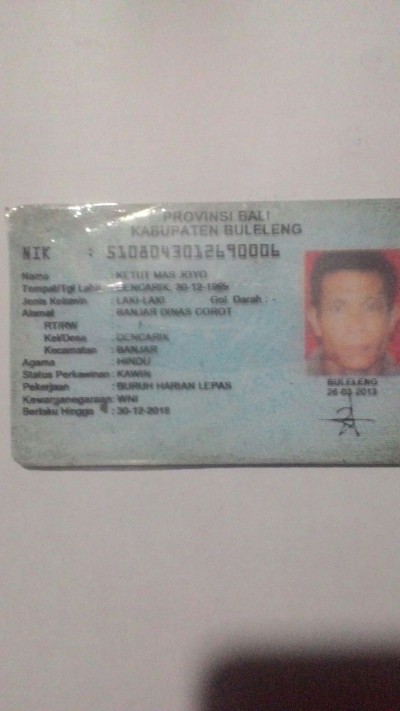 PROVINSI BALI
KABUPATEN BULELENG
NIK : 5108043012690006
Nama : KETUT MAS JOYO
Tempat/Tgl Lahir : DENCARIK, 30-12-1969
Jenis Kelamin : LAKI-LAKI Gol. Darah : -
Alamat : BANJAR DINAS COROT
RT/RW : /
Kel/Desa : DENCARIK
Kecamatan : BANJAR
Agama : HINDU
Status Perkawinan : KAWIN
Pekerjaan : BURUH HARIAN LEPAS
Kewarganegaraan : WNI
Berlaku Hingga : 30-12-2018
BULELENG
26-03-2013